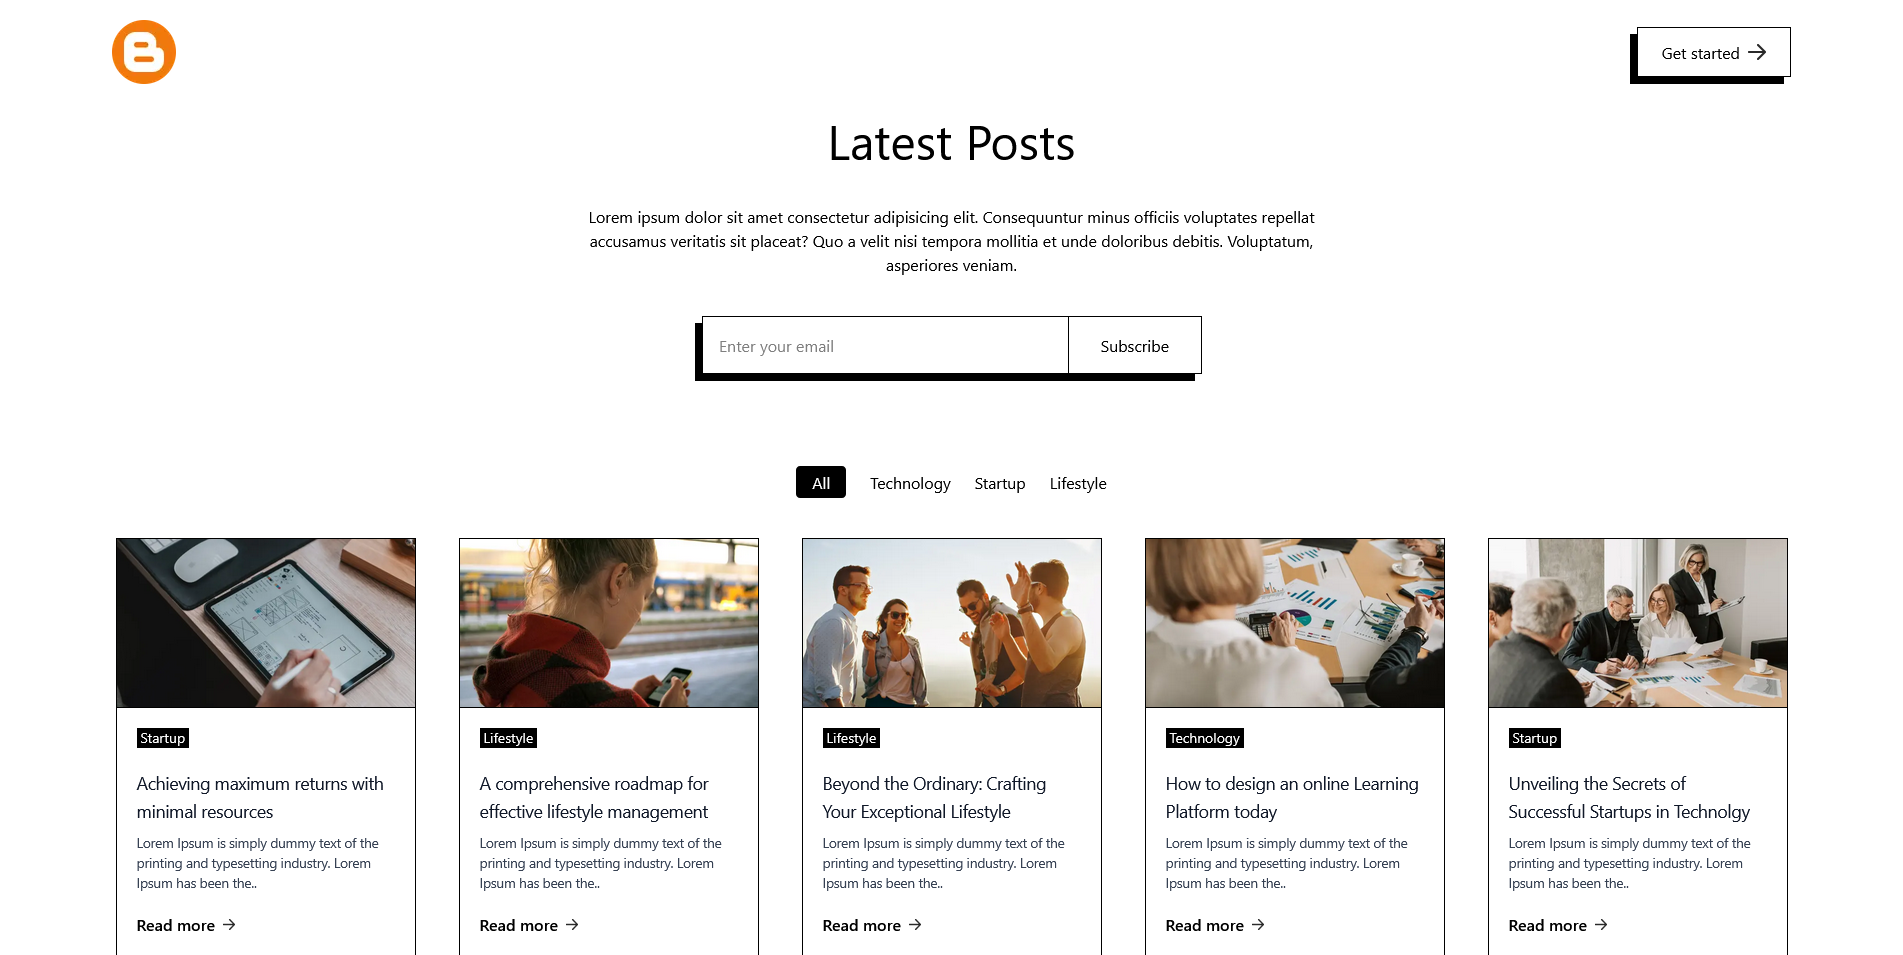 B
Get started
Latest Posts
Lorem ipsum dolor sit amet consectetur adipisicing elit. Consequuntur minus officiis voluptates repellat
accusamus veritatis sit placeat? Quo a velit nisi tempora mollitia et unde doloribus debitis. Voluptatum,
asperiores veniam.
Enter your email
Subscribe
All
Technology
Startup
Lifestyle
Startup
Achieving maximum returns with
minimal resources
Lorem Ipsum is simply dummy text of the
printing and typesetting industry. Lorem
Ipsum has been the..
Read more
Lifestyle
A comprehensive roadmap for
effective lifestyle management
Lorem Ipsum is simply dummy text of the
printing and typesetting industry. Lorem
Ipsum has been the..
Read more
Lifestyle
Beyond the Ordinary: Crafting
Your Exceptional Lifestyle
Lorem Ipsum is simply dummy text of the
printing and typesetting industry. Lorem
Ipsum has been the..
Read more
Technology
How to design an online Learning
Platform today
Lorem Ipsum is simply dummy text of the
printing and typesetting industry. Lorem
Ipsum has been the..
Read more
Startup
Unveiling the Secrets of
Successful Startups in Technolgy
Lorem Ipsum is simply dummy text of the
printing and typesetting industry. Lorem
Ipsum has been the..
Read more